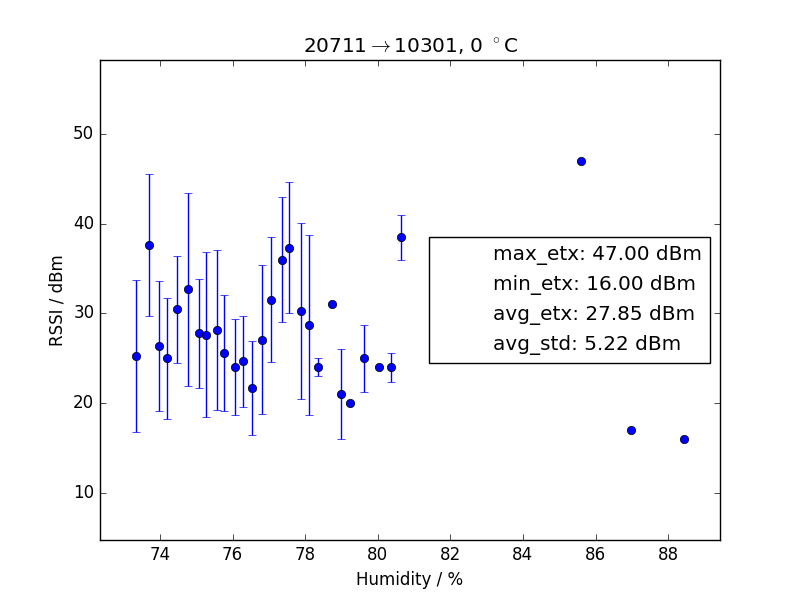 20711→10301, 0 °C
RSSI / dBm
50
40
30
20
10
max_etx: 47.00 dBm
min_etx: 16.00 dBm
avg_etx: 27.85 dBm
avg_std: 5.22 dBm
74 76 78 80 82 84 86 88
Humidity / %